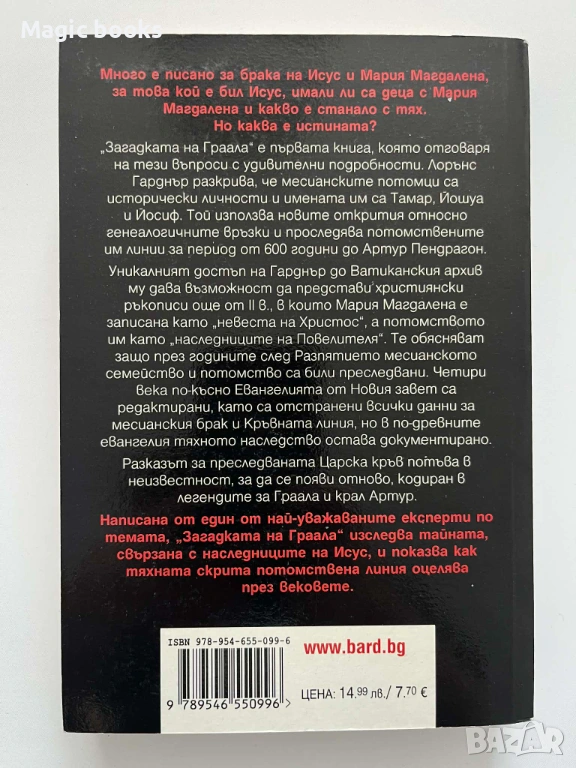 Magic books
Много е писано за брака на Исус и Мария Магдалена,
за това кой е бил Исус, имали ли са деца с Мария
Магдалена и какво е станало с тях.
Но каква е истината?
„Загадката на Граала“ е първата книга, която отговаря
на тези въпроси с удивителни подробности. Лорънс
Гарднър разкрива, че месианските потомци са
исторически личности и имената им са Тамар, Йошуа
и Йосиф. Той използва новите открития относно
генеалогичните връзки и проследява потомствените
им линии за период от 600 години до Артур Пендрагон.
Уникалният достъп на Гарднър до Ватиканския архив
му дава възможност да представи християнски
ръкописи още от II в., в които Мария Магдалена е
записана като „невеста на Христос“, а потомството
им като „наследниците на Повелителя“. Те обясняват
защо през годините след Разпятието месианското
семейство и потомство са били преследвани. Четири
века по-късно Евангелията от Новия завет са
редактирани, като са отстранени всички данни за
месианския брак и Кръвната линия, но в по-древните
евангелия тяхното наследство остава документирано.
Разказът за преследваната Царска кръв потъва в
неизвестност, за да се появи отново, кодиран в
легендите за Граала и крал Артур.
Написана от един от най-уважаваните експерти по
темата, „Загадката на Граала“ изследва тайната,
свързана с наследниците на Исус, и показва как
тяхната скрита потомствена линия оцелява
през вековете.
ISBN 978-954-655-099-6
9 789546 550996
www.bard.bg
ЦЕНА: 14.99 лв./ 7.70 €
BAZAR